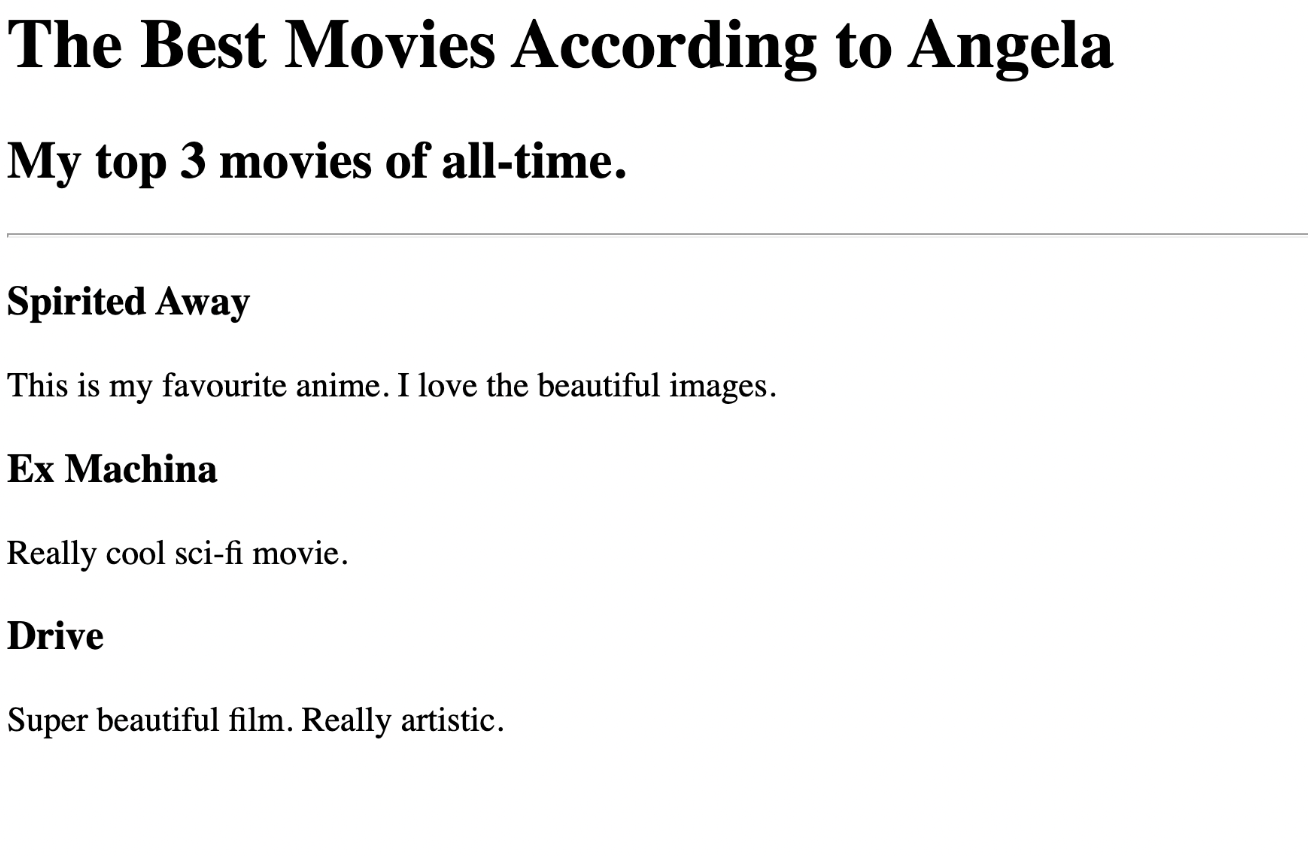 The Best Movies According to Angela
My top 3 movies of all-time.
Spirited Away
This is my favourite anime. I love the beautiful images.
Ex Machina
Really cool sci-fi movie.
Drive
Super beautiful film. Really artistic.